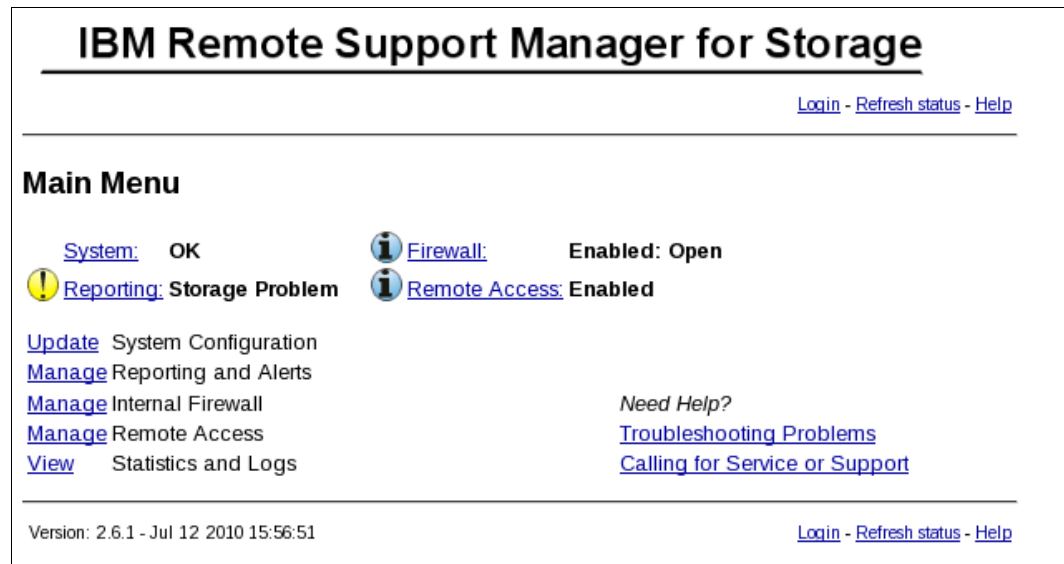 IBM Remote Support Manager for Storage
Login - Refresh status - Help
Main Menu
System: OK Firewall: Enabled: Open
Reporting: Storage Problem Remote Access: Enabled
Update System Configuration
Manage Reporting and Alerts
Manage Internal Firewall Need Help?
Manage Remote Access Troubleshooting Problems
View Statistics and Logs Calling for Service or Support
Version: 2.6.1 - Jul 12 2010 15:56:51 Login - Refresh status - Help